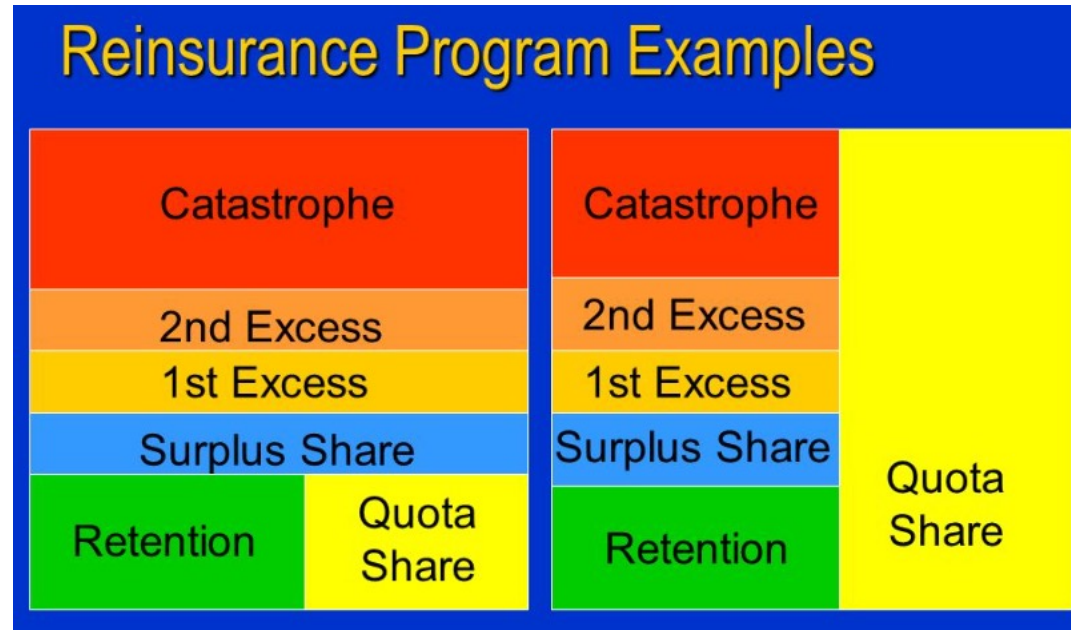 Reinsurance Program Examples
Catastrophe
2nd Excess
1st Excess
Surplus Share
Retention
Quota
Share
Catastrophe
2nd Excess
1st Excess
Surplus Share
Retention
Quota
Share